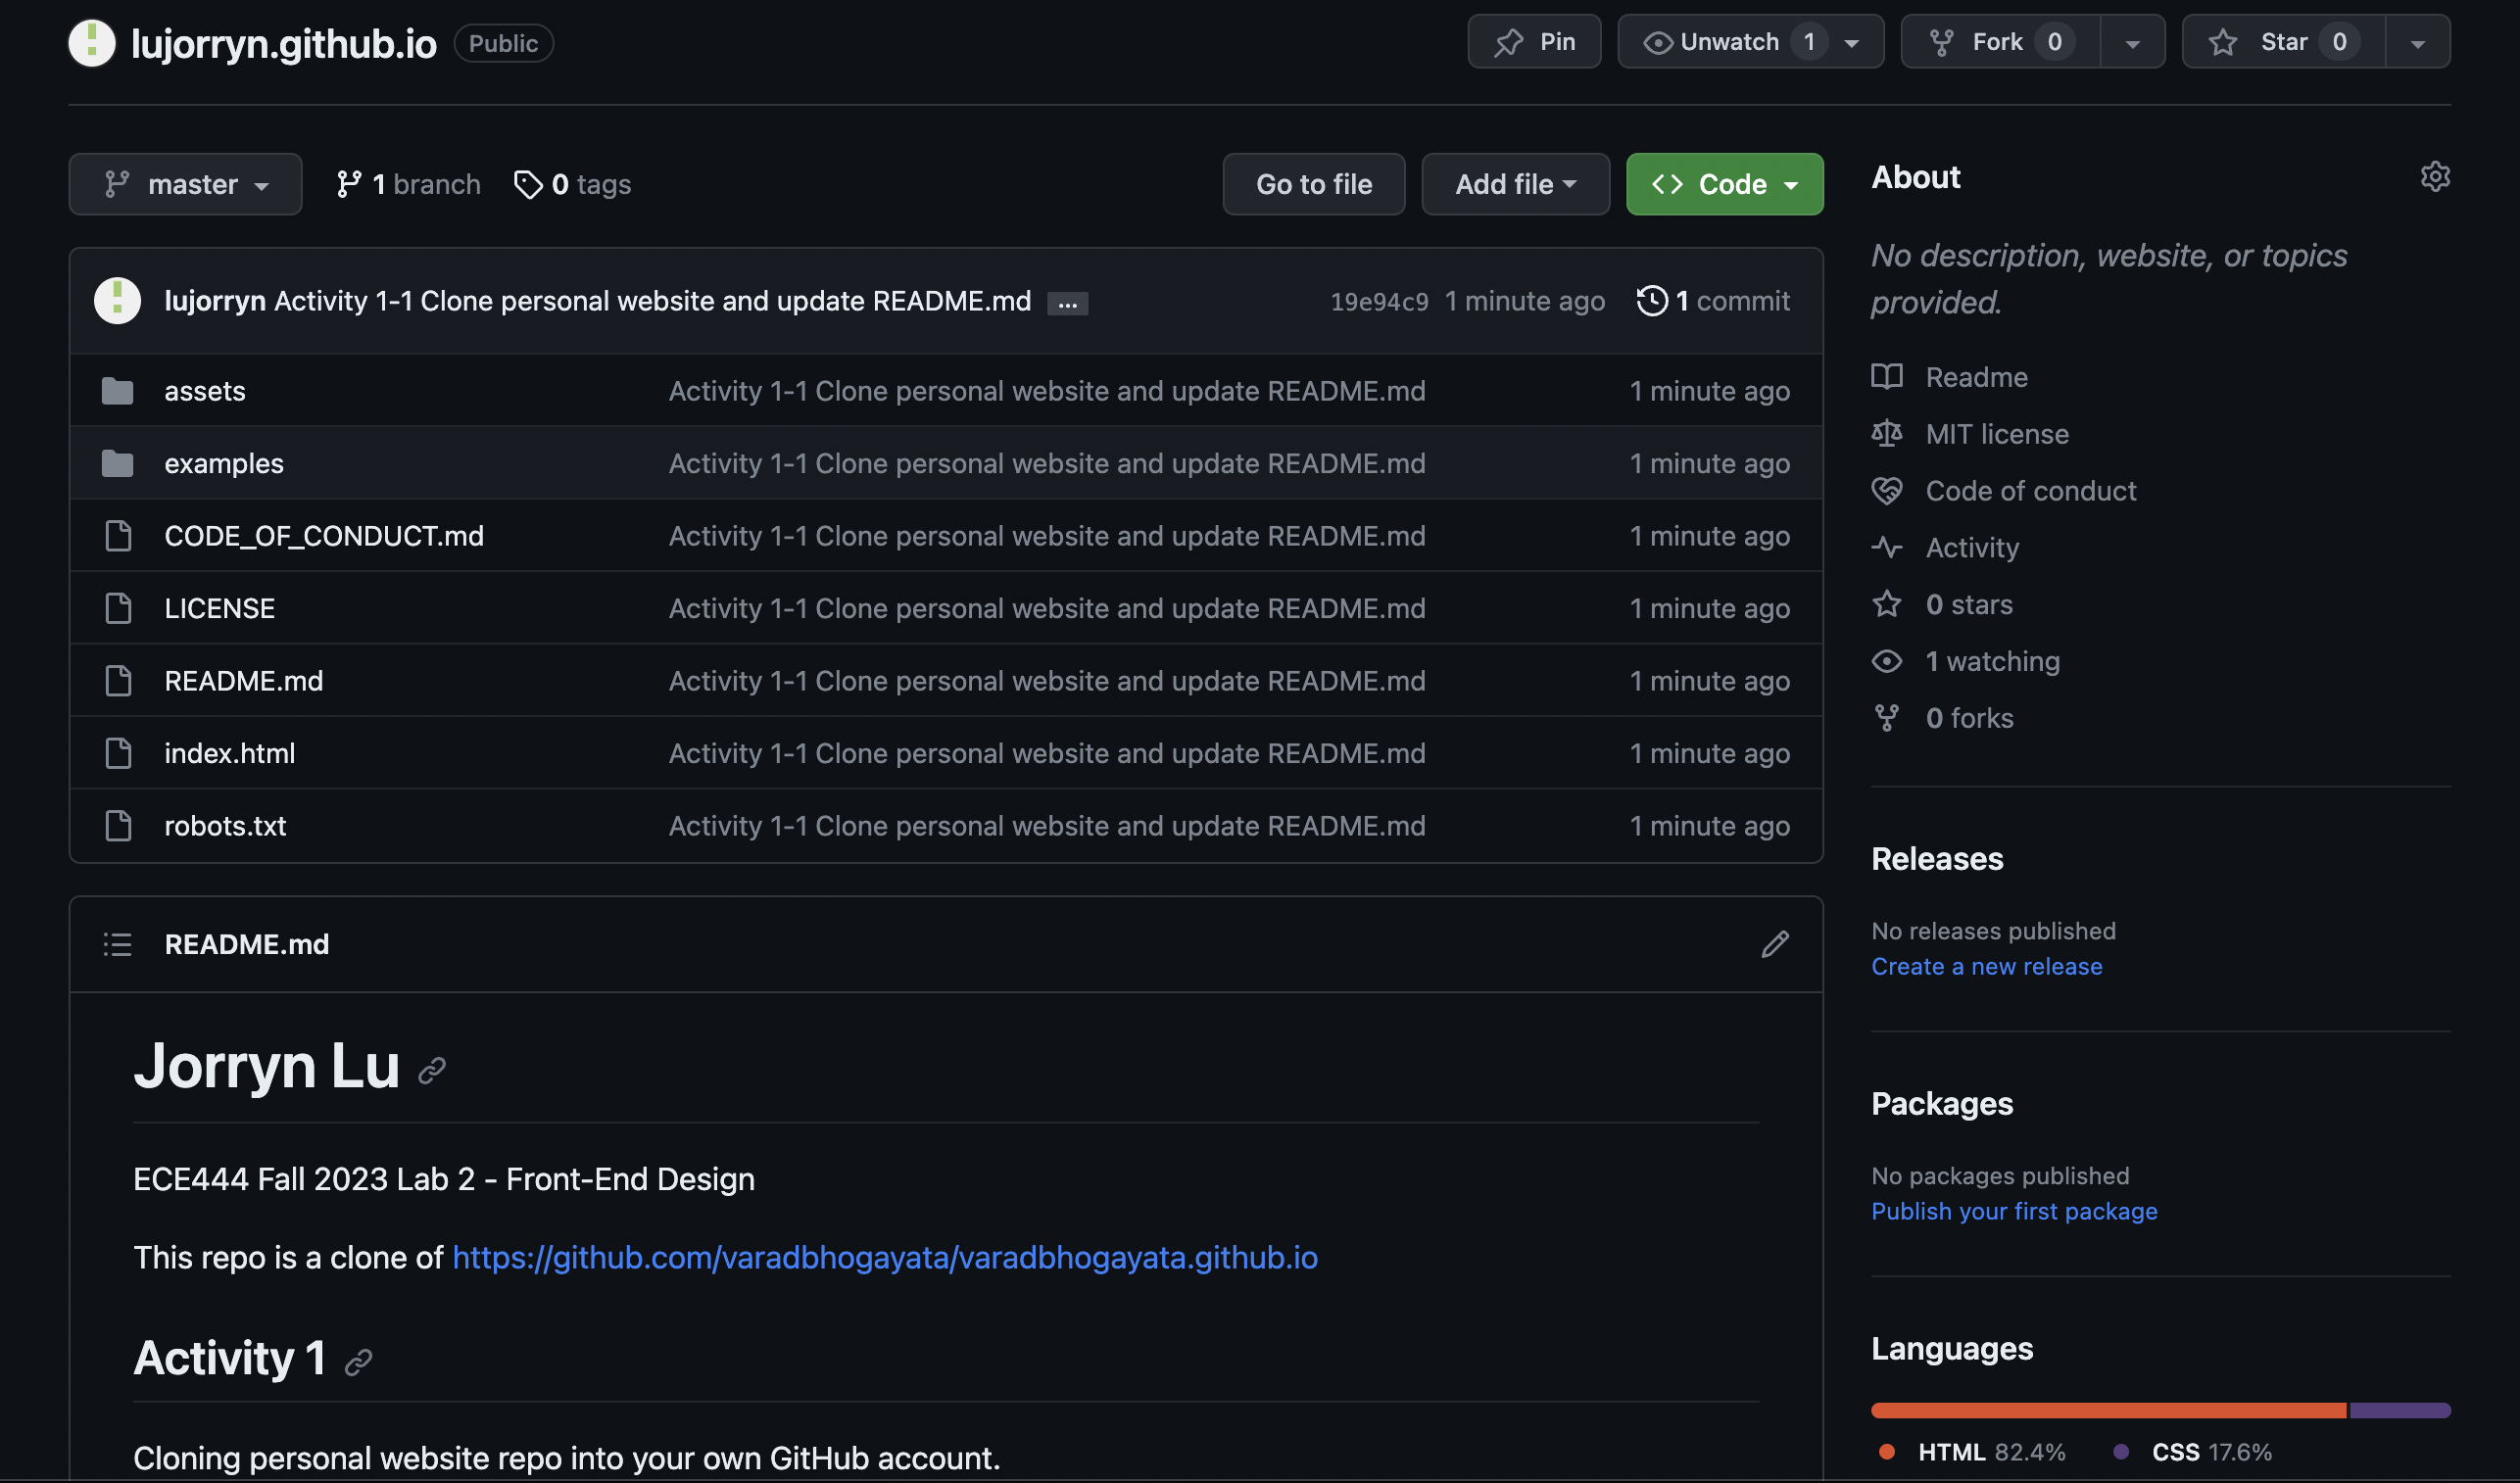 lujorryn.github.io Public
Pin
Unwatch 1
Fork 0
Star 0
master
1 branch
0 tags
Go to file
Add file
Code
lujorryn Activity 1-1 Clone personal website and update README.md ... 19e94c9 1 minute ago 1 commit
assets Activity 1-1 Clone personal website and update README.md 1 minute ago
examples Activity 1-1 Clone personal website and update README.md 1 minute ago
CODE_OF_CONDUCT.md Activity 1-1 Clone personal website and update README.md 1 minute ago
LICENSE Activity 1-1 Clone personal website and update README.md 1 minute ago
README.md Activity 1-1 Clone personal website and update README.md 1 minute ago
index.html Activity 1-1 Clone personal website and update README.md 1 minute ago
robots.txt Activity 1-1 Clone personal website and update README.md 1 minute ago
README.md
Jorryn Lu
ECE444 Fall 2023 Lab 2 - Front-End Design
This repo is a clone of https://github.com/varadbhogayata/varadbhogayata.github.io
Activity 1
Cloning personal website repo into your own GitHub account.
About
No description, website, or topics
provided.
Readme
MIT license
Code of conduct
Activity
0 stars
1 watching
0 forks
Releases
No releases published
Create a new release
Packages
No packages published
Publish your first package
Languages
HTML 82.4%
CSS 17.6%